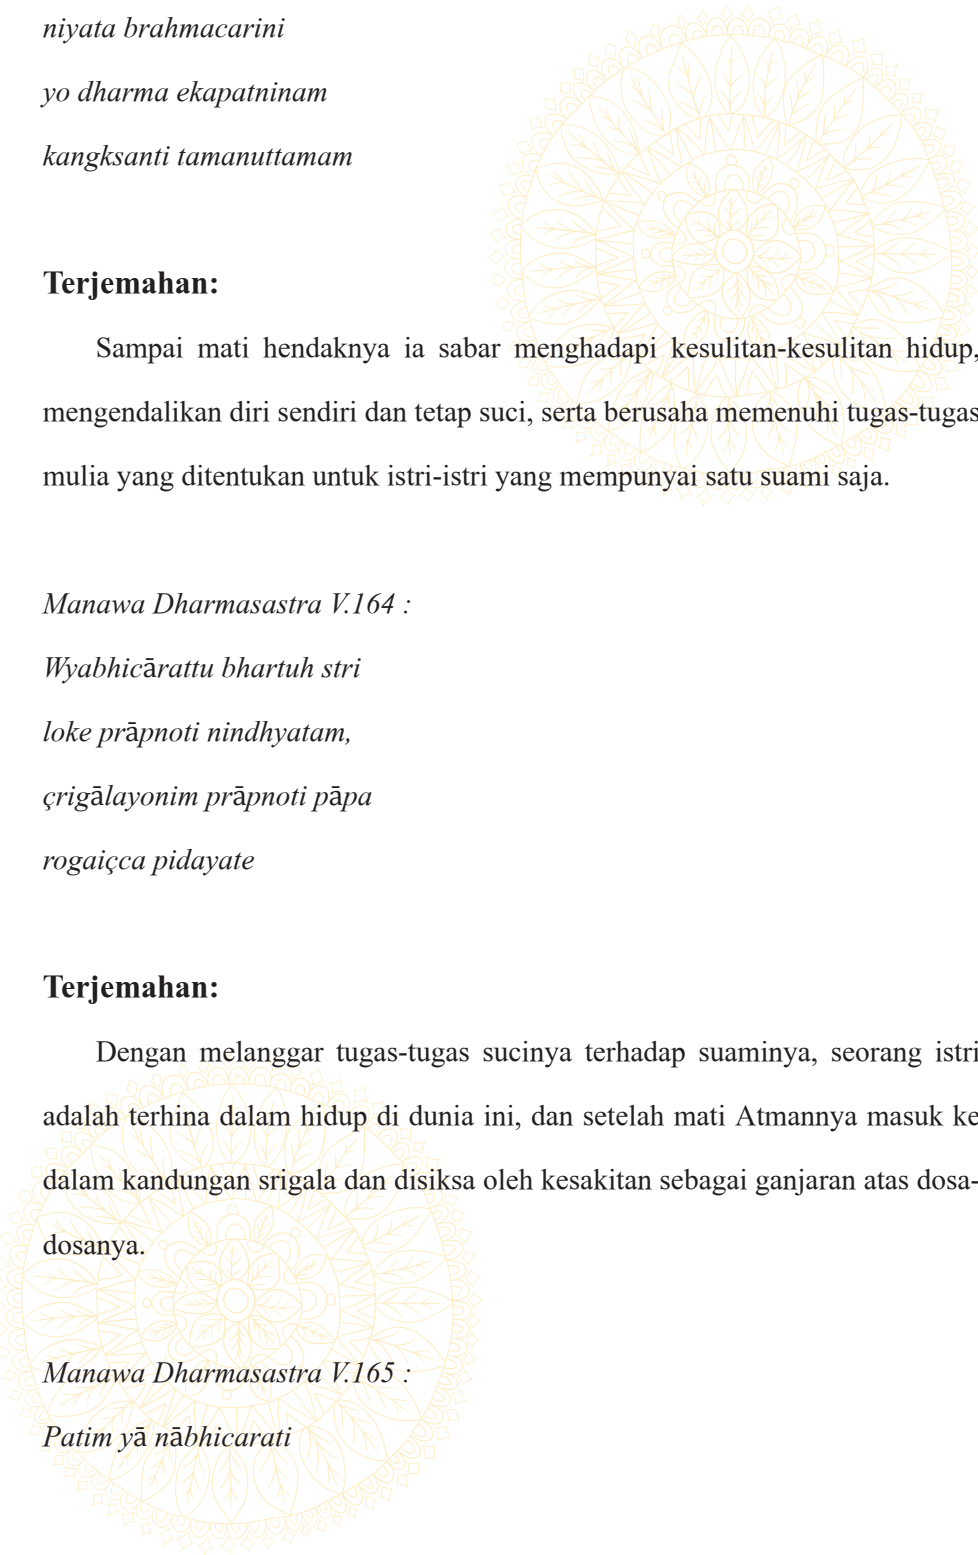 niyata brahmacarini
yo dharma ekapatninam
kangksanti tamanuttamam
Terjemahan:
Sampai mati hendaknya ia sabar menghadapi kesulitan-kesulitan hidup,
mengendalikan diri sendiri dan tetap suci, serta berusaha memenuhi tugas-tugas
mulia yang ditentukan untuk istri-istri yang mempunyai satu suami saja.
Manawa Dharmasastra V.164 :
Wyabhicārattu bhartuh stri
loke prāpnoti nindhyatam,
çrigālayonim prāpnoti pāpa
rogaiçca pidayate
Terjemahan:
Dengan melanggar tugas-tugas sucinya terhadap suaminya, seorang istri
adalah terhina dalam hidup di dunia ini, dan setelah mati Atmannya masuk ke
dalam kandungan srigala dan disiksa oleh kesakitan sebagai ganjaran atas dosa-
dosanya.
Manawa Dharmasastra V.165 :
Patim yā nābhicarati